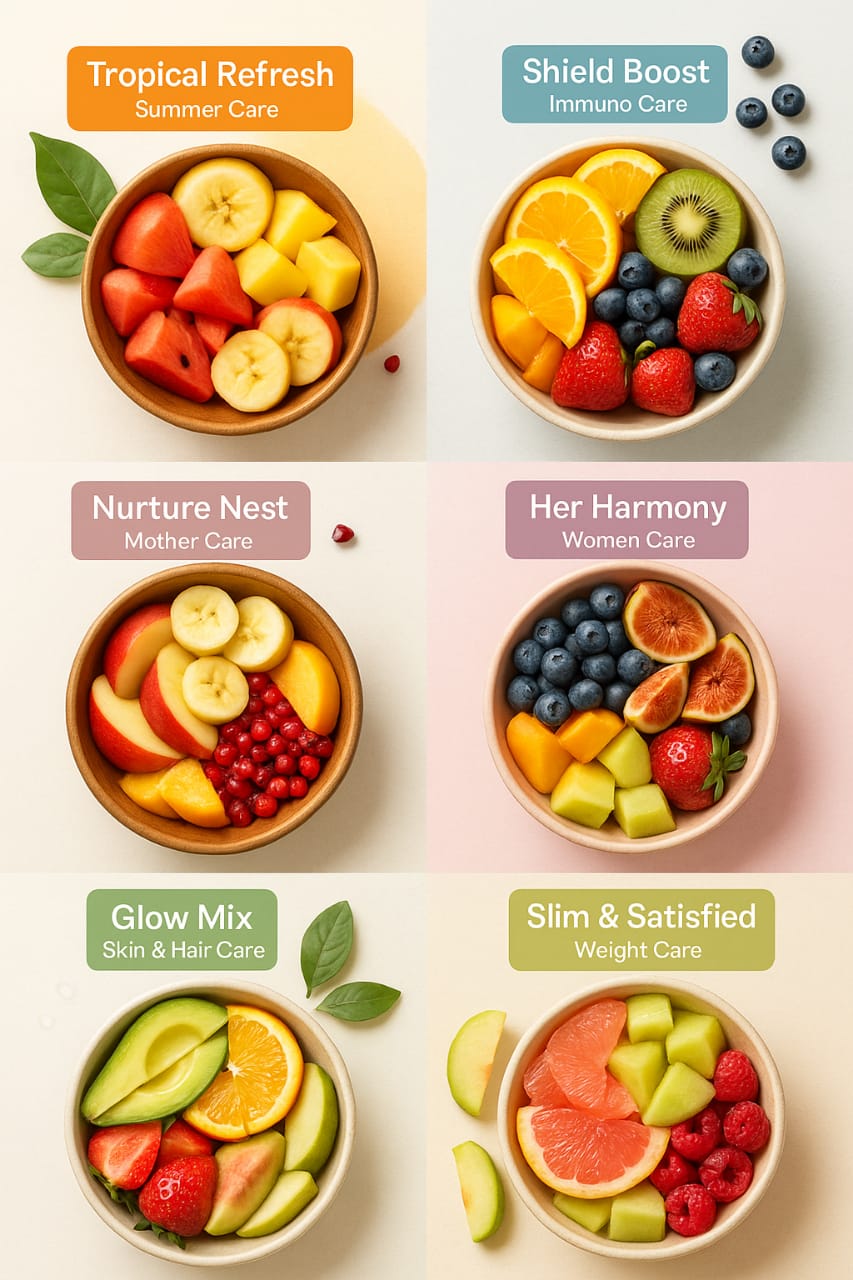 Tropical Refresh
Summer Care
Shield Boost
Immuno Care
Nurture Nest
Mother Care
Her Harmony
Women Care
Glow Mix
Skin & Hair Care
Slim & Satisfied
Weight Care